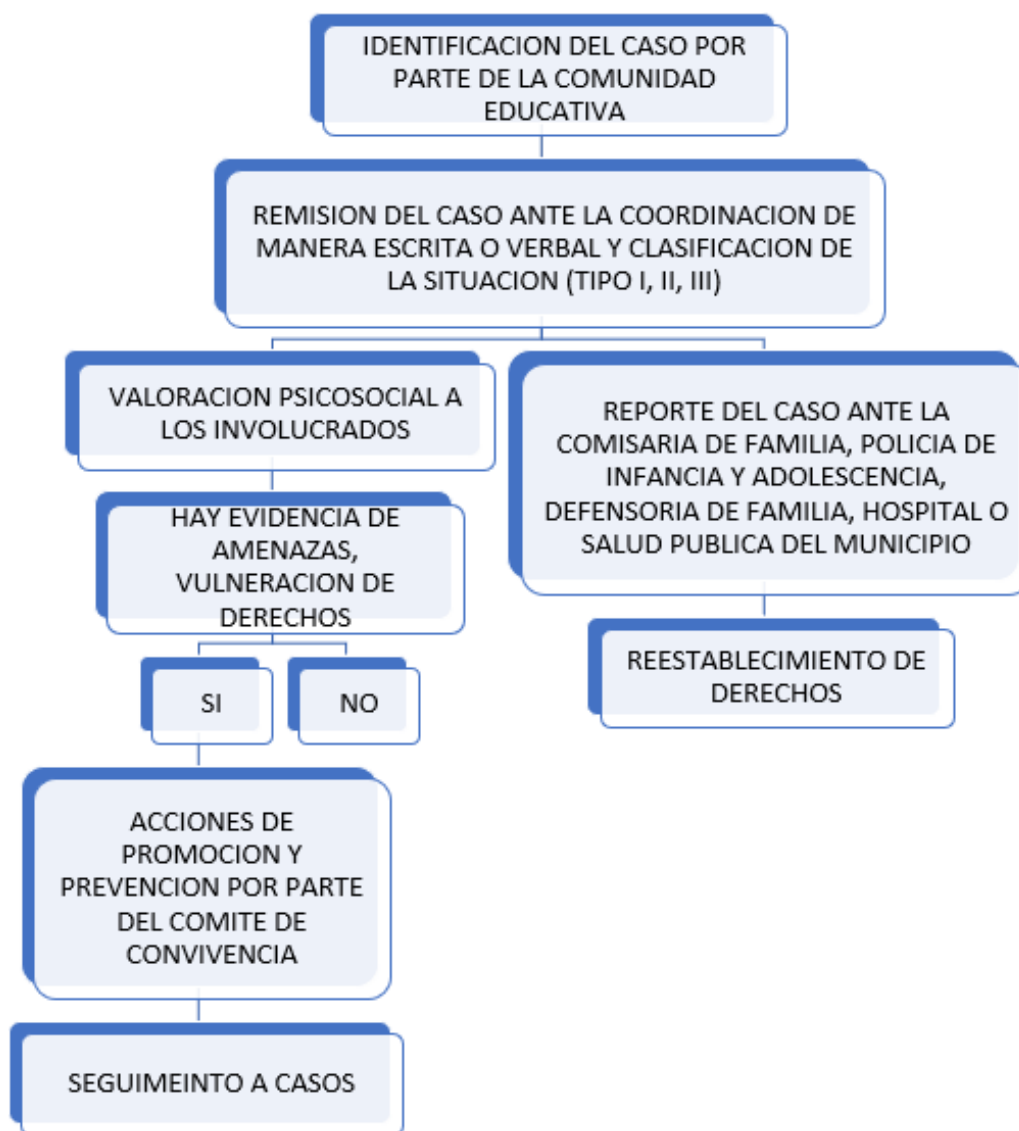 IDENTIFICACION DEL CASO POR
PARTE DE LA COMUNIDAD
EDUCATIVA
REMISION DEL CASO ANTE LA COORDINACION DE
MANERA ESCRITA O VERBAL Y CLASIFICACION DE
LA SITUACION (TIPO I, II, III)
VALORACION PSICOSOCIAL A
LOS INVOLUCRADOS
REPORTE DEL CASO ANTE LA
COMISARIA DE FAMILIA, POLICIA DE
INFANCIA Y ADOLESCENCIA,
DEFENSORIA DE FAMILIA, HOSPITAL O
SALUD PUBLICA DEL MUNICIPIO
HAY EVIDENCIA DE
AMENAZAS,
VULNERACION DE
DERECHOS
REESTABLECIMIENTO DE
DERECHOS
SI
NO
ACCIONES DE
PROMOCION Y
PREVENCION POR PARTE
DEL COMITE DE
CONVIVENCIA
SEGUIMEINTO A CASOS